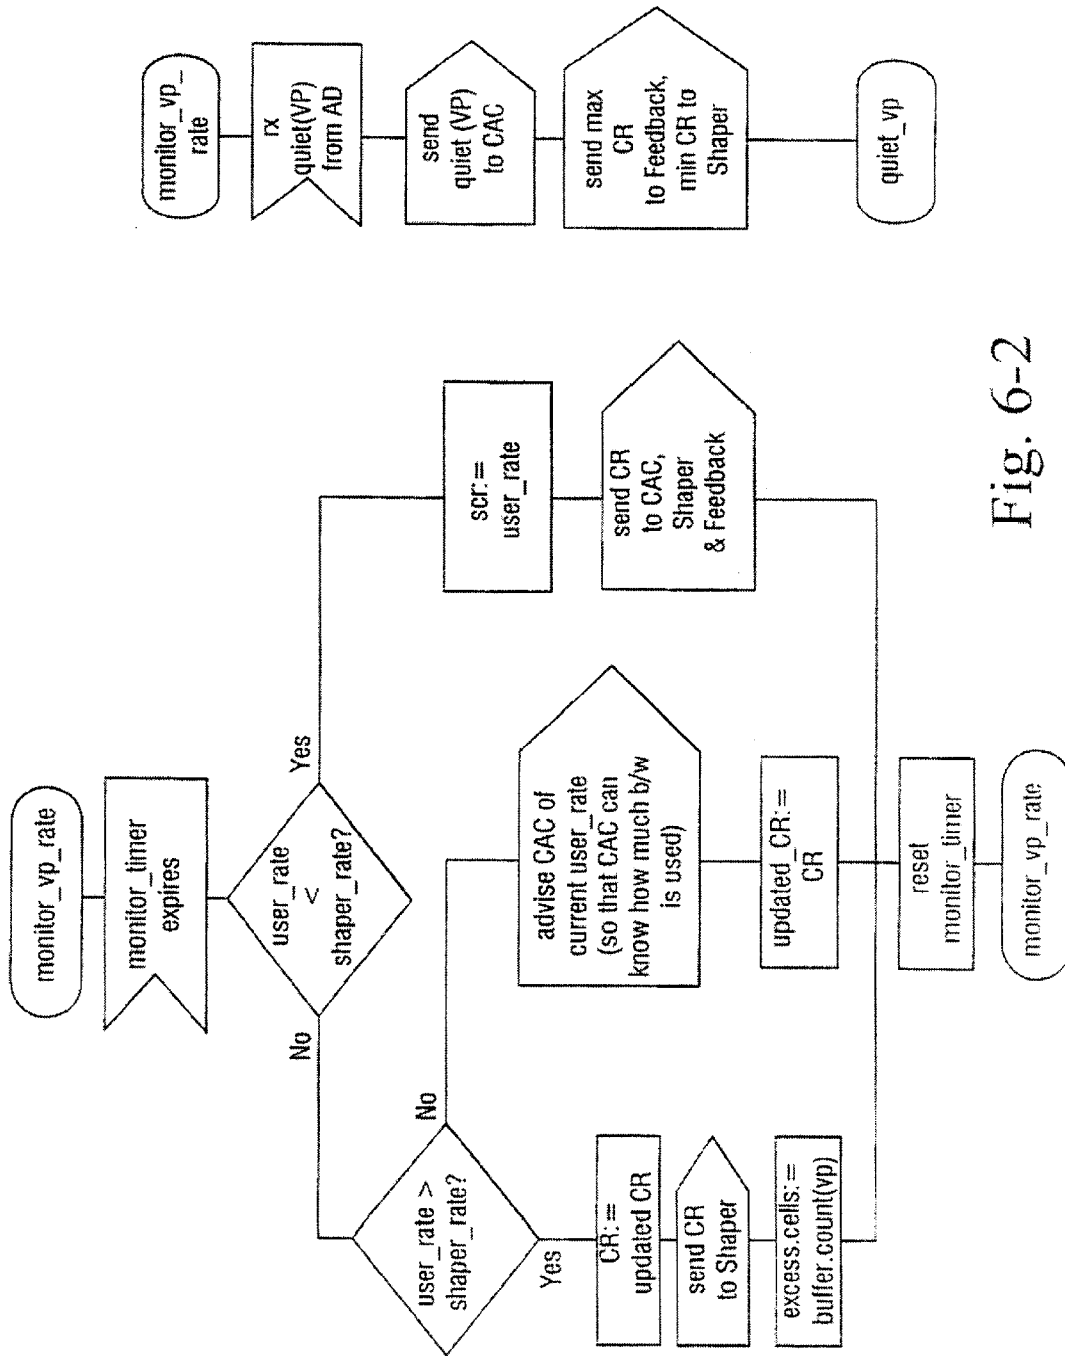 monitor_vp_rate
monitor_timer
expires
user_rate
<
shaper_rate?
No
Yes
user_rate >
shaper_rate?
No
Yes
CR:=
updated CR
send CR
to Shaper
excess.cells:=
buffer.count(vp)
advise CAC of
current user_rate
(so that CAC can
know how much b/w
is used)
updated_CR:=
CR
scr:=
user_rate
send CR
to CAC,
Shaper
& Feedback
reset
monitor_timer
monitor_vp_rate
monitor_vp_
rate
rx
quiet(VP)
from AD
send
quiet (VP)
to CAC
send max
CR
to Feedback,
min CR to
Shaper
quiet_vp
Fig. 6-2